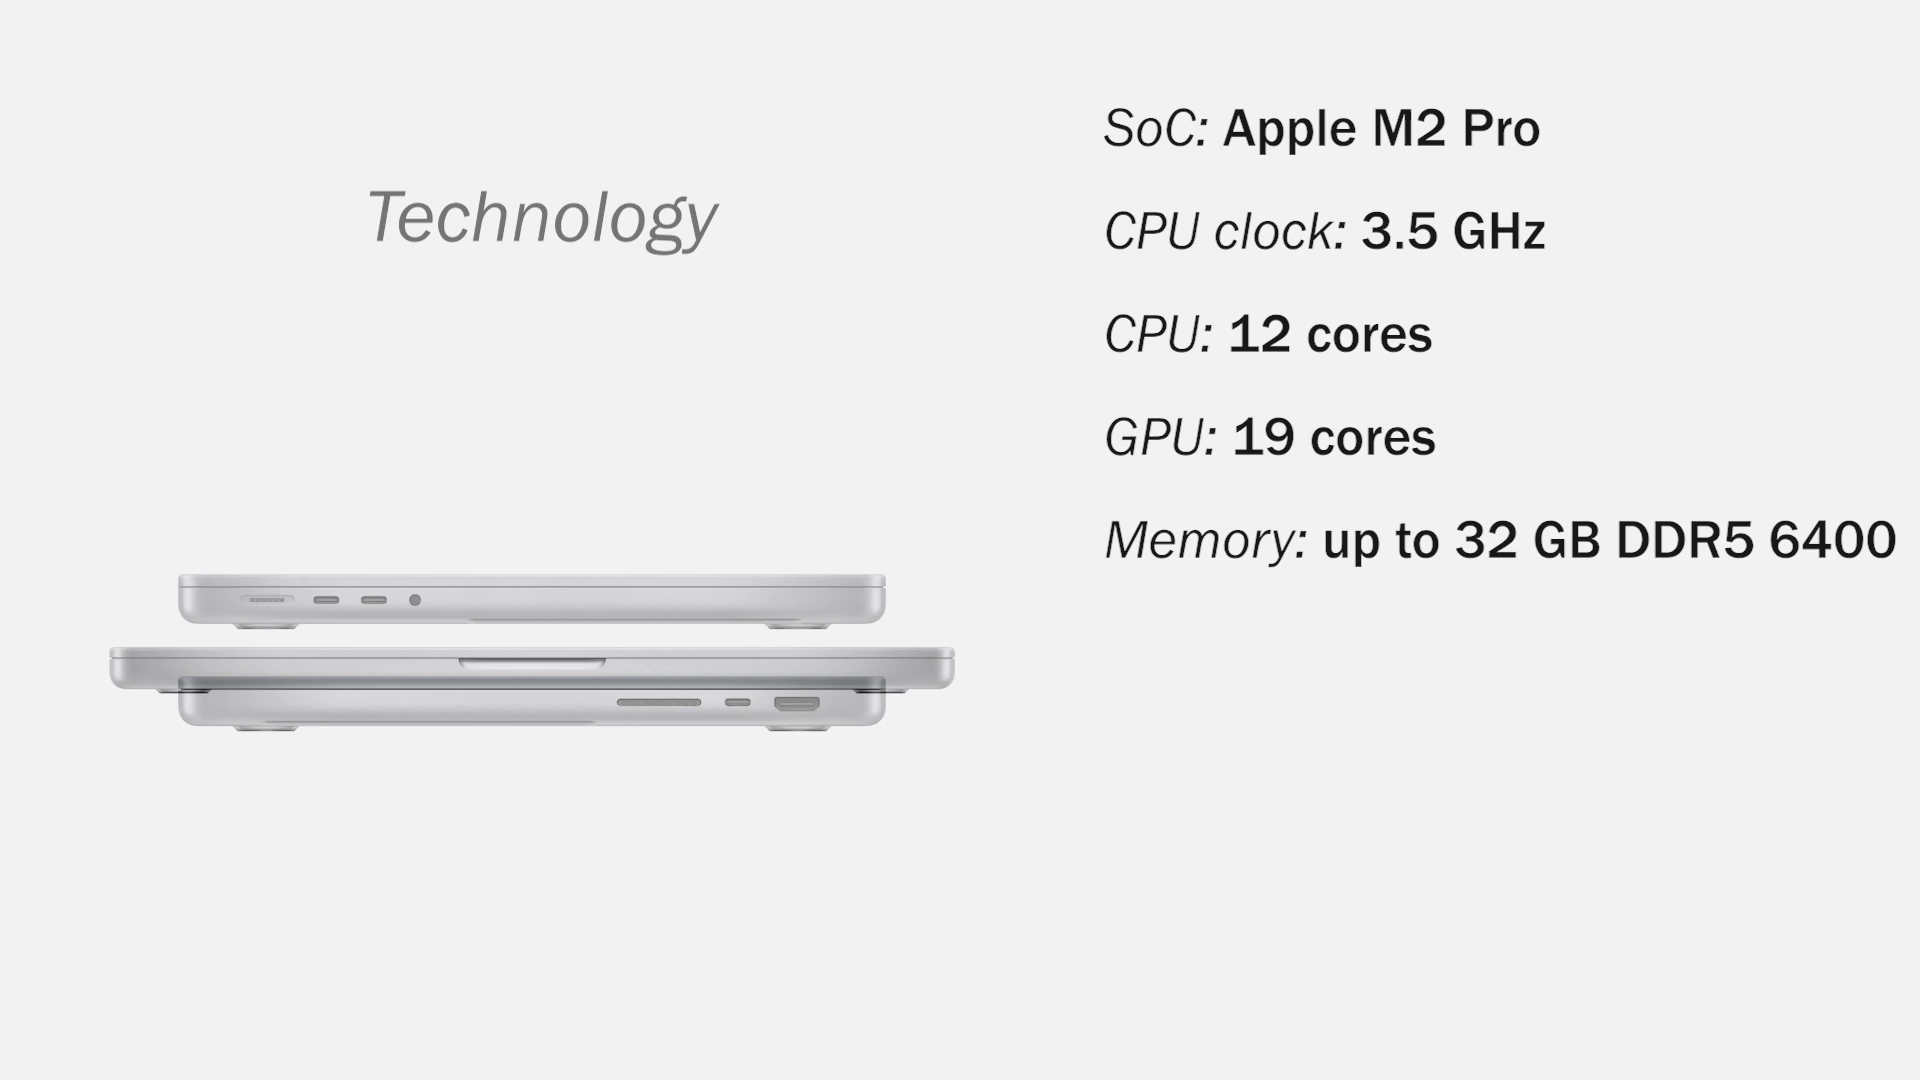 Technology
SoC: Apple M2 Pro
CPU clock: 3.5 GHz
CPU: 12 cores
GPU: 19 cores
Memory: up to 32 GB DDR5 6400